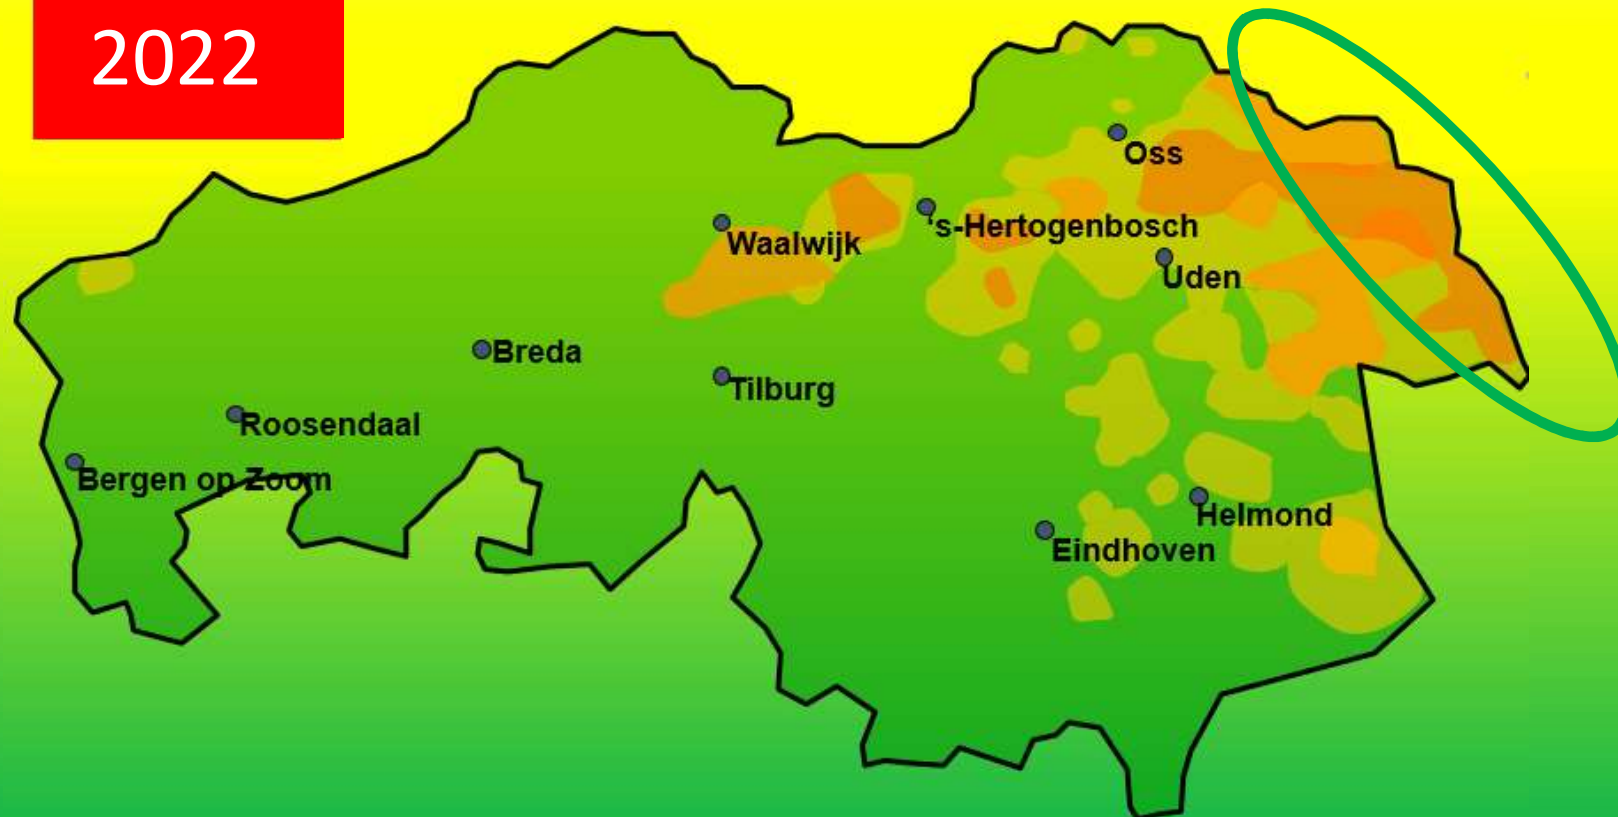 2022
Oss
's-Hertogenbosch
Waalwijk
Uden
Breda
Tilburg
Roosendaal
Bergen op Zoom
Helmond
Eindhoven